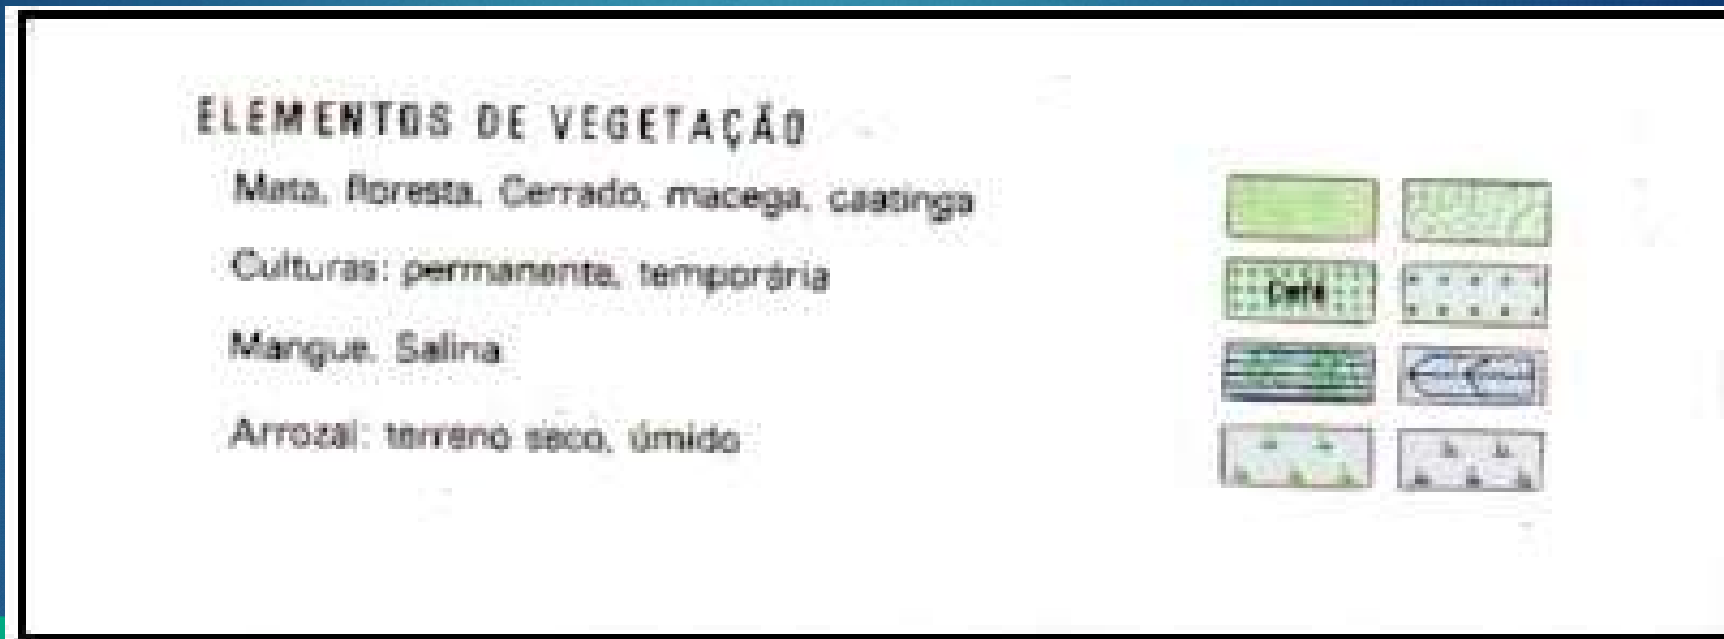 ELEMENTOS DE VEGETAÇÃO
Mata, floresta. Cerrado, macega, caatinga
Culturas: permanente, temporária
Café
Mangue. Salina
Arrozal: terreno seco, úmido